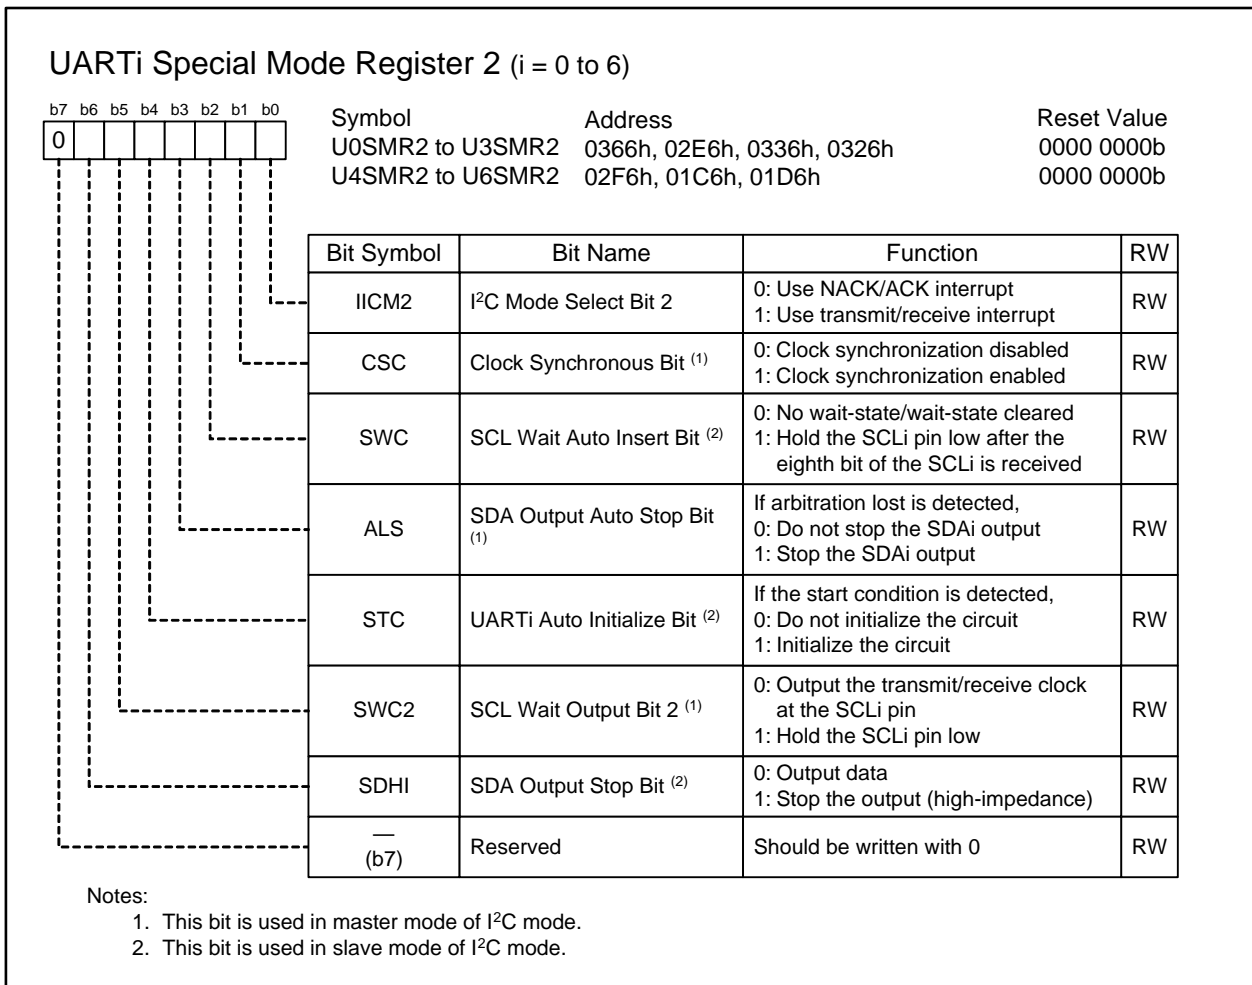 UARTi Special Mode Register 2 (i = 0 to 6)
b7 b6 b5 b4 b3 b2 b1 b0
0
Symbol Address Reset Value
U0SMR2 to U3SMR2 0366h, 02E6h, 0336h, 0326h 0000 0000b
U4SMR2 to U6SMR2 02F6h, 01C6h, 01D6h 0000 0000b
Bit Symbol Bit Name Function RW
IICM2 I²C Mode Select Bit 2 0: Use NACK/ACK interrupt RW
1: Use transmit/receive interrupt
CSC Clock Synchronous Bit (1) 0: Clock synchronization disabled RW
1: Clock synchronization enabled
SWC SCL Wait Auto Insert Bit (2) 0: No wait-state/wait-state cleared RW
1: Hold the SCLi pin low after the
eighth bit of the SCLi is received
ALS SDA Output Auto Stop Bit (1) If arbitration lost is detected, RW
0: Do not stop the SDAi output
1: Stop the SDAi output
STC UARTi Auto Initialize Bit (2) If the start condition is detected, RW
0: Do not initialize the circuit
1: Initialize the circuit
SWC2 SCL Wait Output Bit 2 (1) 0: Output the transmit/receive clock RW
at the SCLi pin
1: Hold the SCLi pin low
SDHI SDA Output Stop Bit (2) 0: Output data RW
1: Stop the output (high-impedance)
— (b7) Reserved Should be written with 0 RW
Notes:
1. This bit is used in master mode of I²C mode.
2. This bit is used in slave mode of I²C mode.